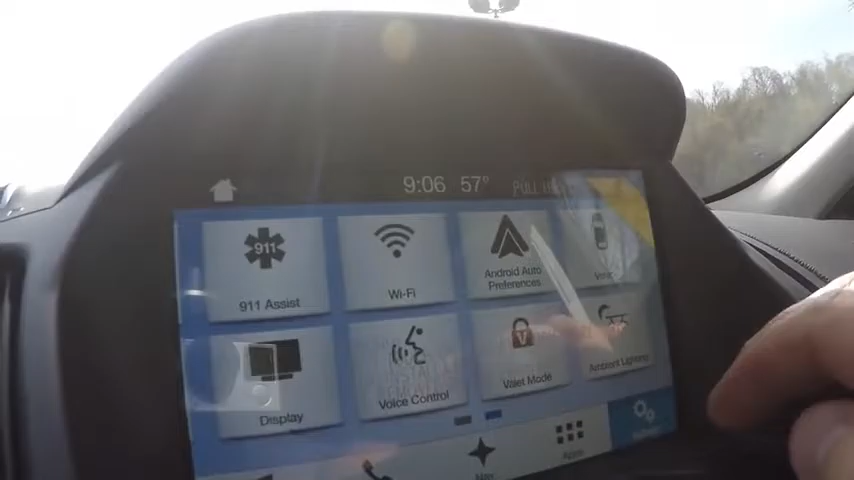 9:06 57°
911
911 Assist
Wi-Fi
Android Auto
Preferences
Display
Voice Control
V
Valet Mode
Ambient Lighting
Apps